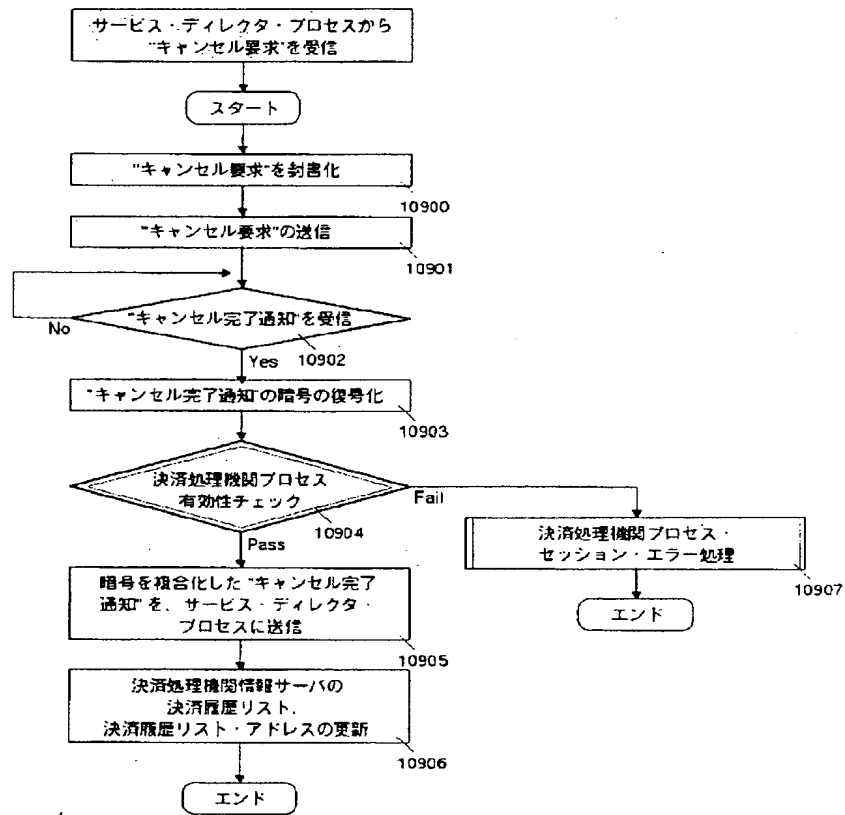 サービス・ディレクタ・プロセスから
"キャンセル要求"を受信
スタート
"キャンセル要求"を封書化
10900
"キャンセル要求"の送信
10901
"キャンセル完了通知"を受信
No
10902
Yes
"キャンセル完了通知"の暗号の復号化
10903
決済処理機関プロセス
有効性チェック
10904
Fail
Pass
決済処理機関プロセス・
セッション・エラー処理
10907
エンド
暗号を複合化した"キャンセル完了
通知"を、サービス・ディレクタ・
プロセスに送信
10905
決済処理機関情報サーバの
決済履歴リスト、
決済履歴リスト・アドレスの更新
10906
エンド